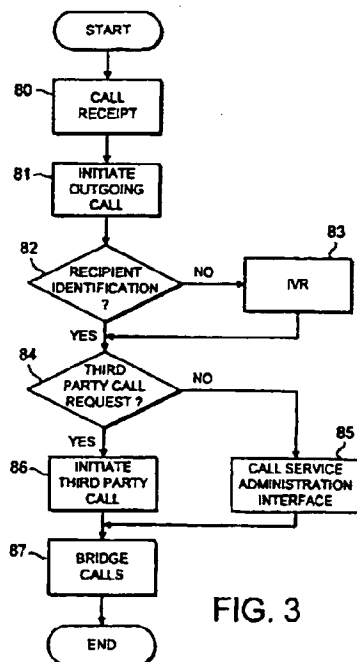 START
80
CALL
RECEIPT
81
INITIATE
OUTGOING
CALL
82
RECIPIENT
IDENTIFICATION
?
NO
83
IVR
YES
84
THIRD
PARTY CALL
REQUEST ?
NO
YES
86
INITIATE
THIRD PARTY
CALL
85
CALL SERVICE
ADMINISTRATION
INTERFACE
87
BRIDGE
CALLS
FIG. 3
END